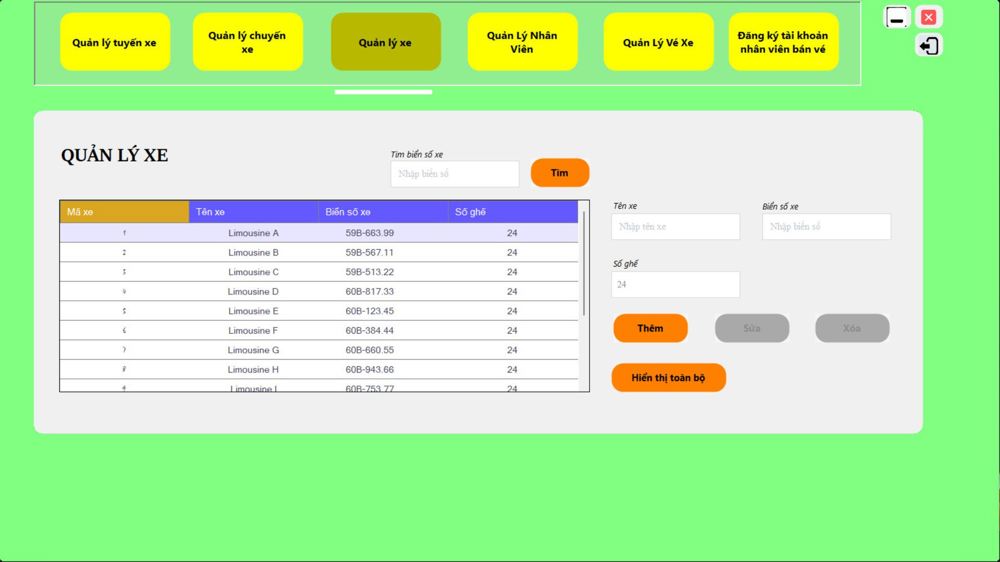 Quản lý tuyến xe
Quản lý chuyến
xe
Quản lý xe
Quản Lý Nhân
Viên
Quản Lý Vé Xe
Đăng ký tài khoản
nhân viên bán vé
QUẢN LÝ XE
Tìm biển số xe
Nhập biển số
Tìm
Mã xe Tên xe Biển số xe Số ghế
1 Limousine A 59B-663.99 24
2 Limousine B 59B-567.11 24
3 Limousine C 59B-513.22 24
4 Limousine D 60B-817.33 24
5 Limousine E 60B-123.45 24
6 Limousine F 60B-384.44 24
7 Limousine G 60B-660.55 24
8 Limousine H 60B-943.66 24
9 Limousine I 60B-753.77 24
Tên xe
Nhập tên xe
Biển số xe
Nhập biển số
Số ghế
24
Thêm
Sửa
Xóa
Hiển thị toàn bộ